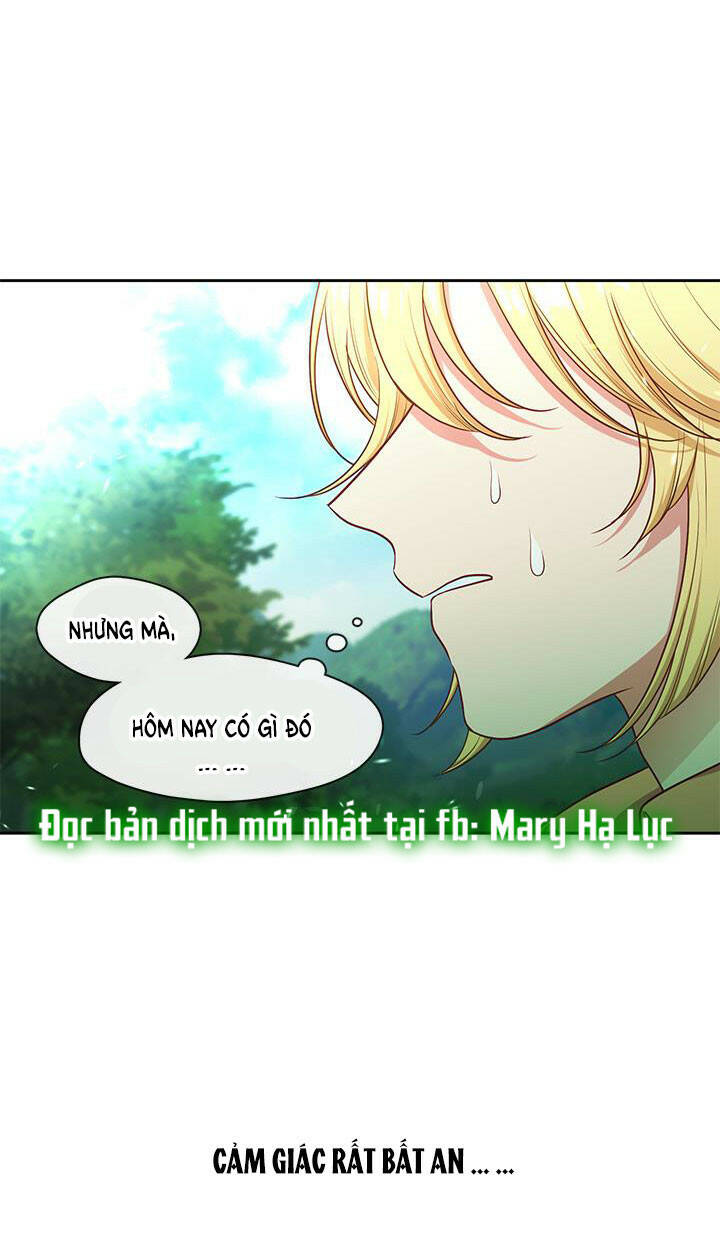 NHƯNG MÀ,
HÔM NAY CÓ GÌ ĐÓ
... ...
Đọc bản dịch mới nhất tại fb: Mary Hạ Lục
CẢM GIÁC RẤT BẤT AN ... ...